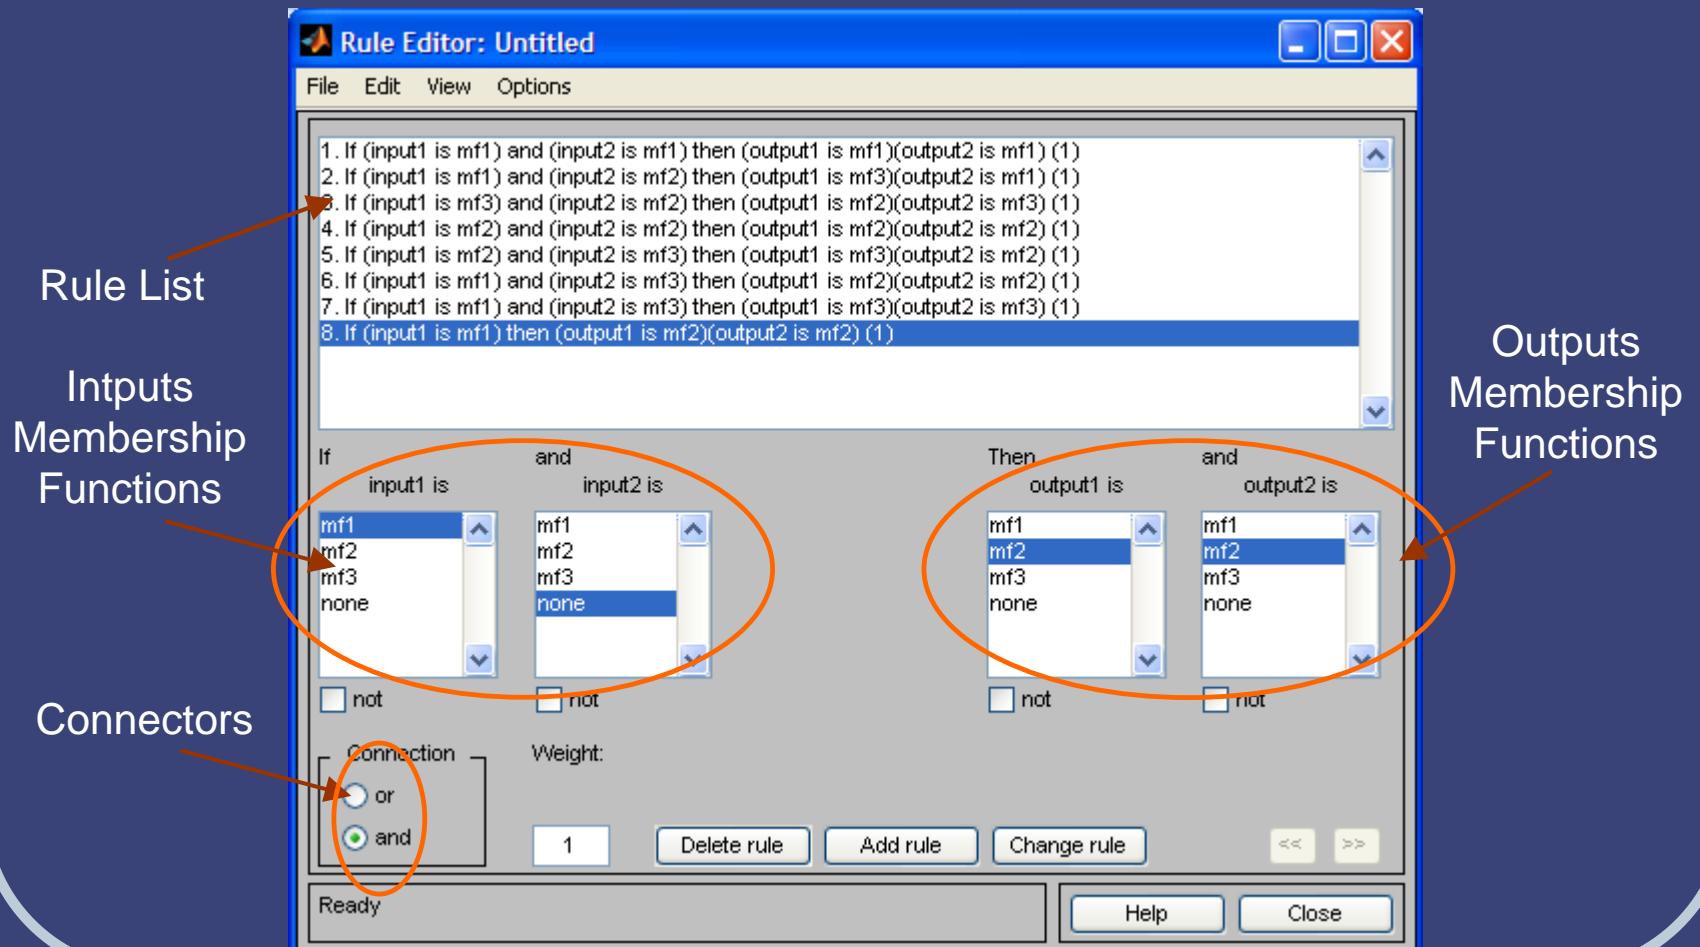 Rule Editor: Untitled
File Edit View Options
1. If (input1 is mf1) and (input2 is mf1) then (output1 is mf1)(output2 is mf1) (1)
2. If (input1 is mf1) and (input2 is mf2) then (output1 is mf3)(output2 is mf1) (1)
3. If (input1 is mf3) and (input2 is mf2) then (output1 is mf2)(output2 is mf3) (1)
4. If (input1 is mf2) and (input2 is mf2) then (output1 is mf2)(output2 is mf2) (1)
5. If (input1 is mf2) and (input2 is mf3) then (output1 is mf3)(output2 is mf2) (1)
6. If (input1 is mf1) and (input2 is mf3) then (output1 is mf2)(output2 is mf2) (1)
7. If (input1 is mf1) and (input2 is mf3) then (output1 is mf3)(output2 is mf3) (1)
8. If (input1 is mf1) then (output1 is mf2)(output2 is mf2) (1)
Rule List
Intputs
Membership
Functions
Outputs
Membership
Functions
If and Then and
input1 is input2 is output1 is output2 is
mf1 mf1 mf1 mf1
mf2 mf2 mf2 mf2
mf3 mf3 mf3 mf3
none none none none
not not not not
Connectors
Connection Weight:
or
and 1 Delete rule Add rule Change rule << >>
Ready Help Close